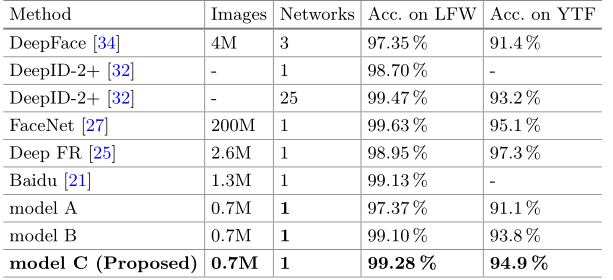 Method Images Networks Acc. on LFW Acc. on YTF
DeepFace [34] 4M 3 97.35 % 91.4 %
DeepID-2+ [32] - 1 98.70 % -
DeepID-2+ [32] - 25 99.47 % 93.2 %
FaceNet [27] 200M 1 99.63 % 95.1 %
Deep FR [25] 2.6M 1 98.95 % 97.3 %
Baidu [21] 1.3M 1 99.13 % -
model A 0.7M 1 97.37 % 91.1 %
model B 0.7M 1 99.10 % 93.8 %
model C (Proposed) 0.7M 1 99.28 % 94.9 %